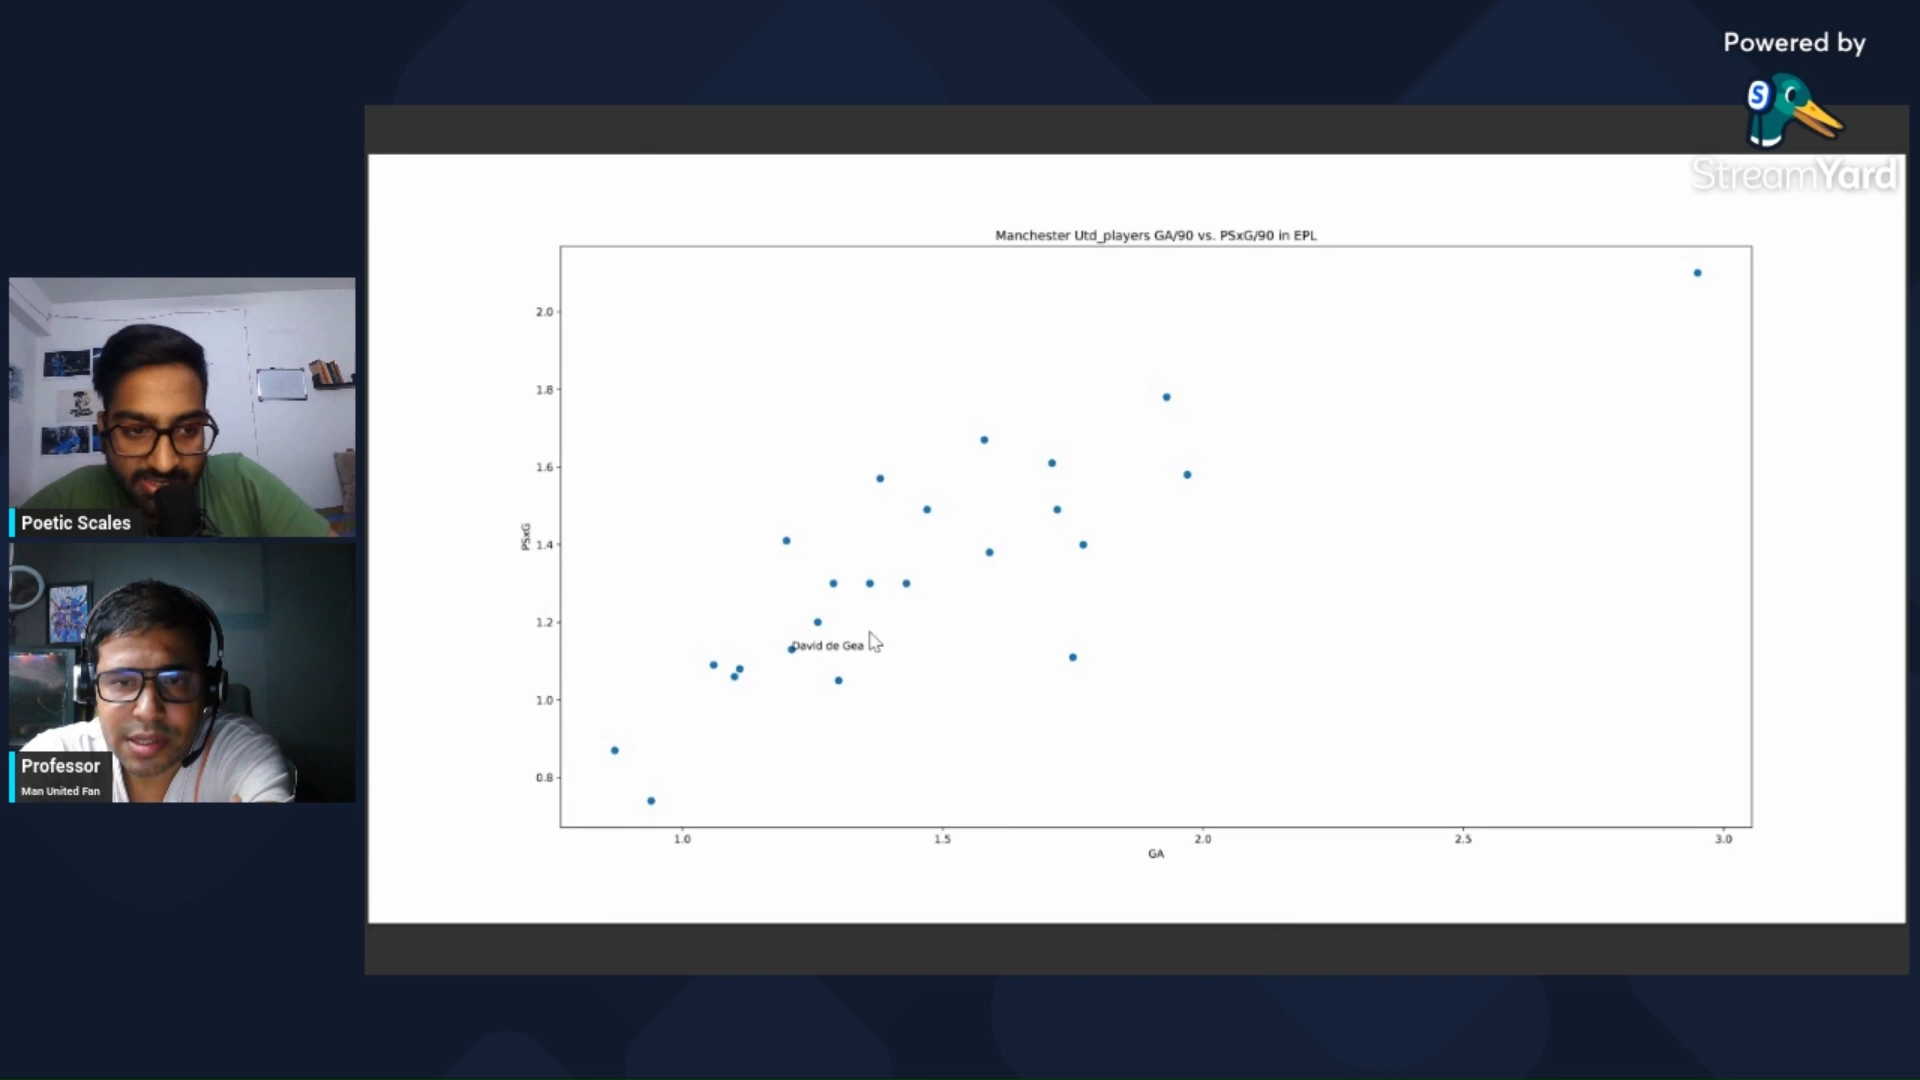 Powered by
S
StreamYard
Manchester Utd_players GA/90 vs. PSxG/90 in EPL
2.0
1.8
1.6
1.4
1.2
1.0
0.8
PSxG
David de Gea
1.0 1.5 2.0 2.5 3.0
GA
Poetic Scales
Professor
Man United Fan